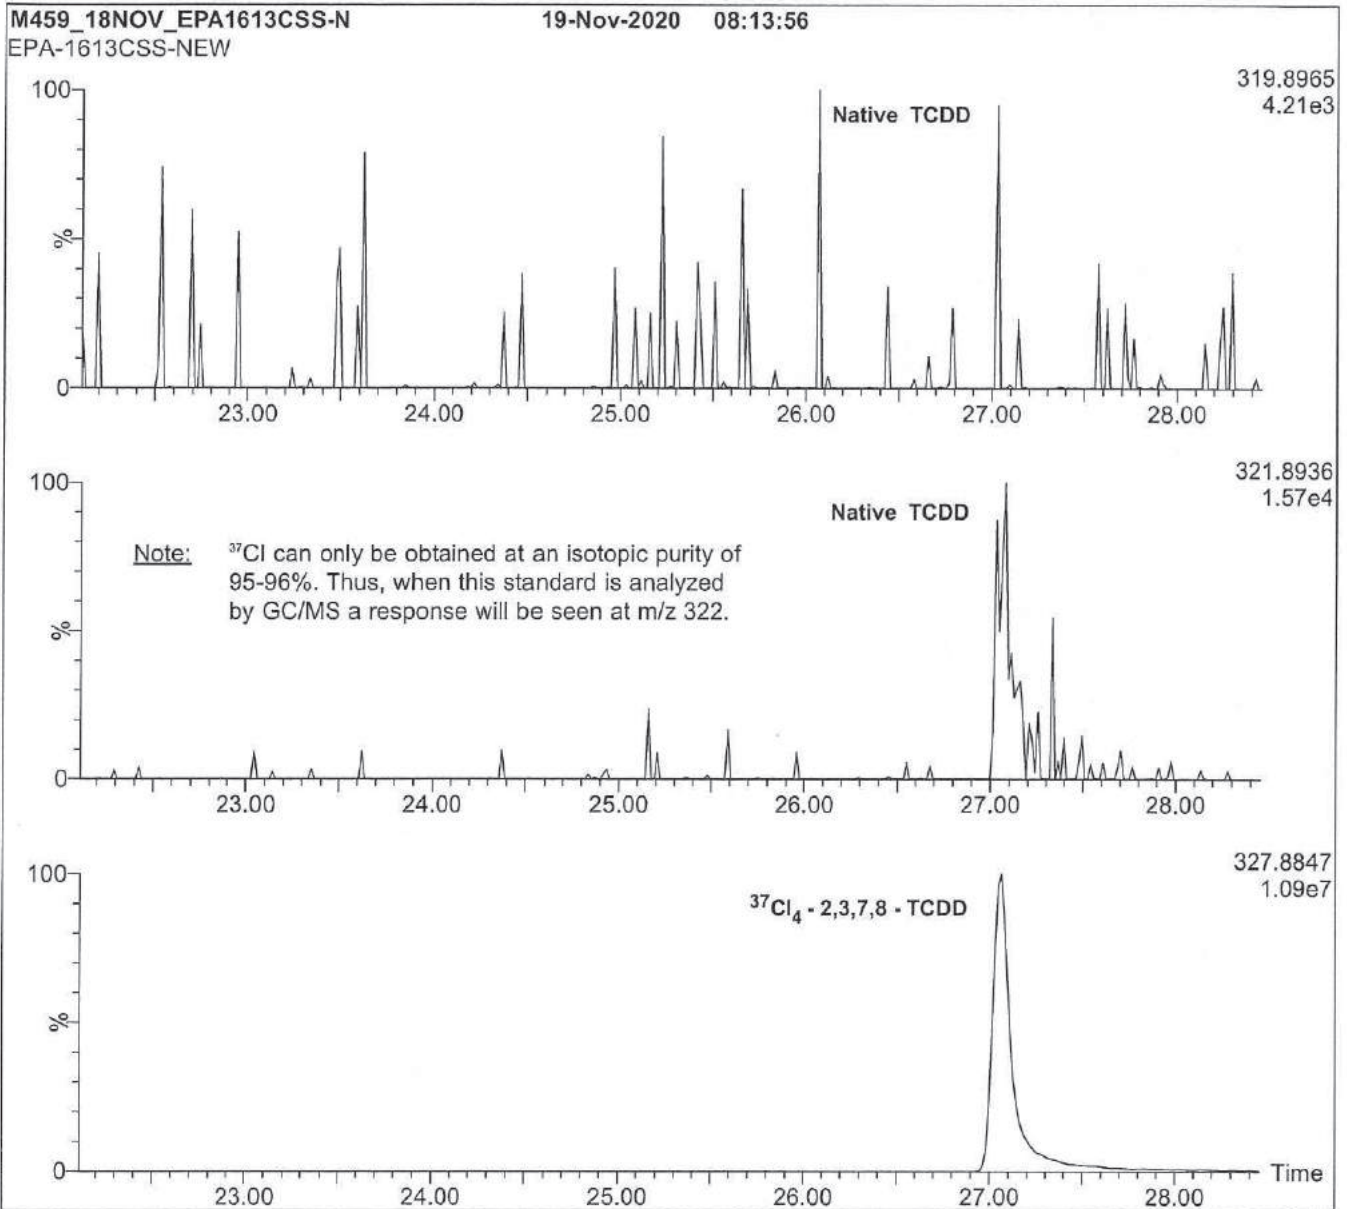 M459_18NOV_EPA1613CSS-N 19-Nov-2020 08:13:56
EPA-1613CSS-NEW
319.8965
4.21e3
100
Native TCDD
%
0
23.00 24.00 25.00 26.00 27.00 28.00
321.8936
1.57e4
100
Native TCDD
Note: ³⁷Cl can only be obtained at an isotopic purity of
95-96%. Thus, when this standard is analyzed
by GC/MS a response will be seen at m/z 322.
%
0
23.00 24.00 25.00 26.00 27.00 28.00
327.8847
1.09e7
100
³⁷Cl₄ - 2,3,7,8 - TCDD
%
0
Time
23.00 24.00 25.00 26.00 27.00 28.00